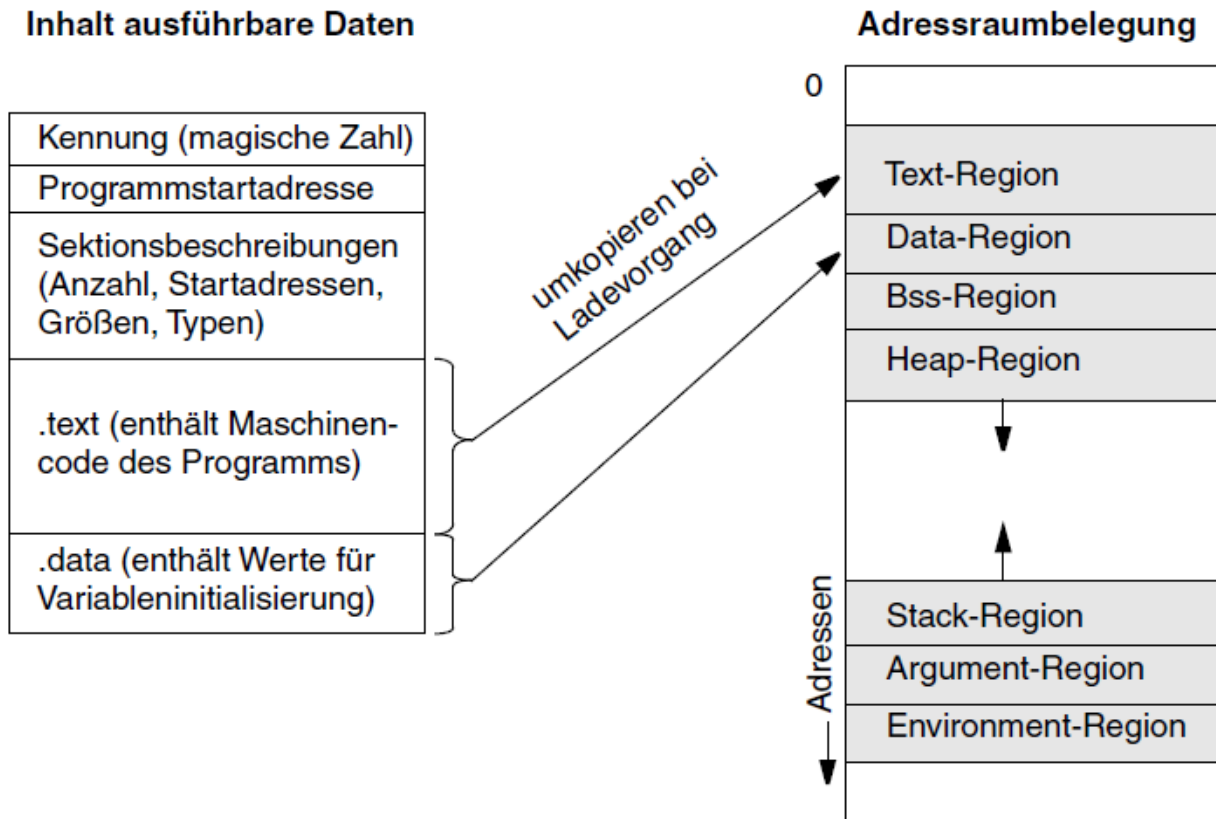 Inhalt ausführbare Daten
Kennung (magische Zahl)
Programmstartadresse
Sektionsbeschreibungen
(Anzahl, Startadressen,
Größen, Typen)
.text (enthält Maschinen-
code des Programms)
.data (enthält Werte für
Variableninitialisierung)
umkopieren bei
Ladevorgang
Adressraumbelegung
0
Text-Region
Data-Region
Bss-Region
Heap-Region
Stack-Region
Argument-Region
Environment-Region
Adressen